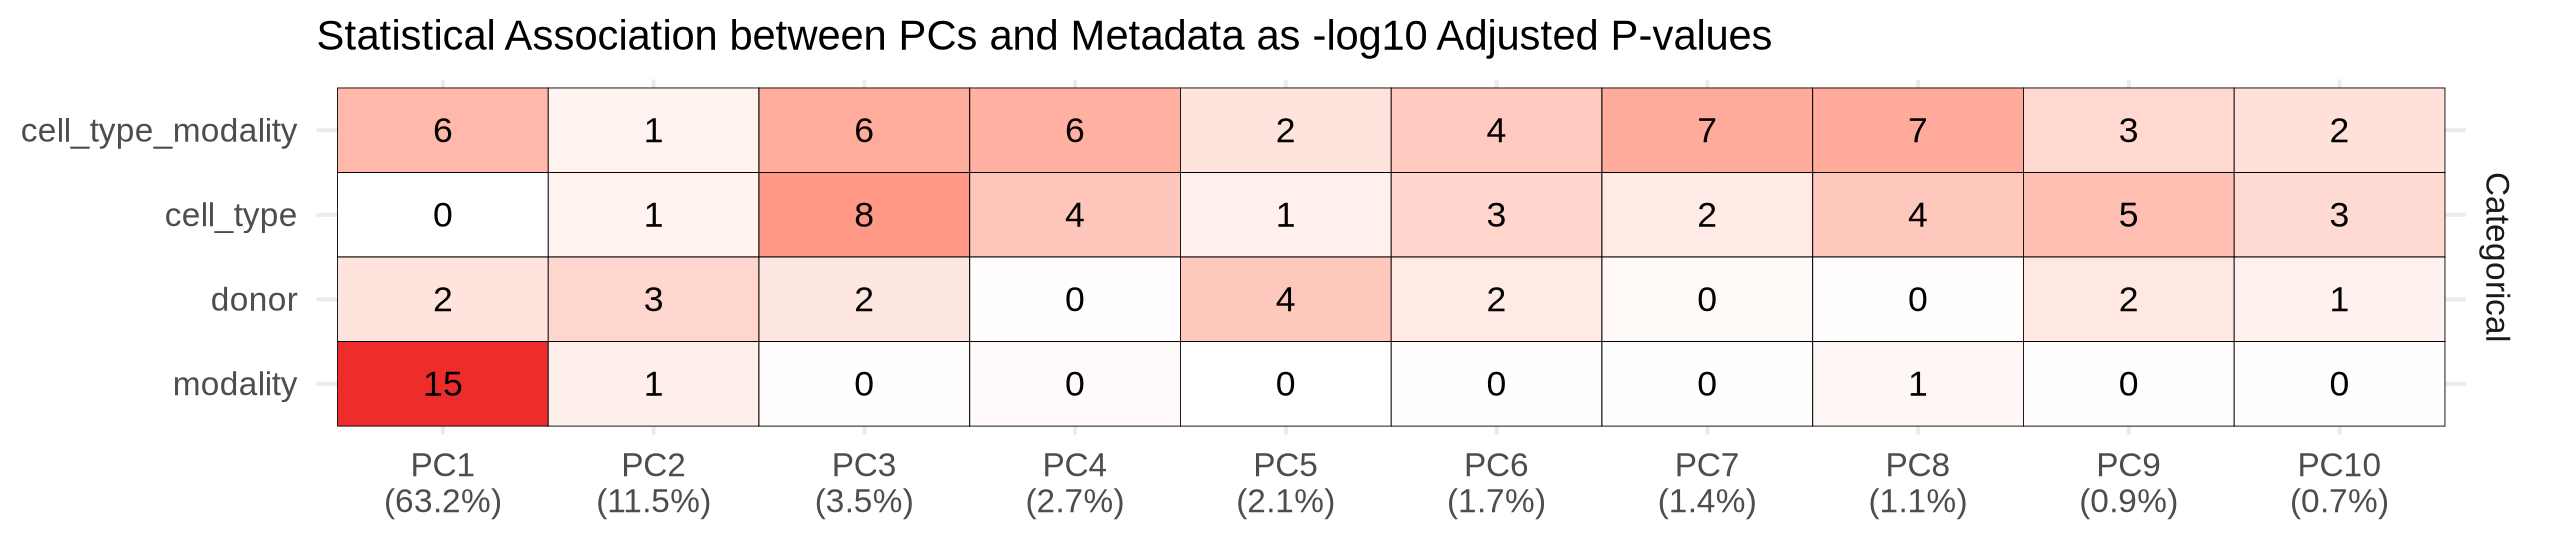 Statistical Association between PCs and Metadata as -log10 Adjusted P-values
cell_type_modality 6 1 6 6 2 4 7 7 3 2
cell_type 0 1 8 4 1 3 2 4 5 3
donor 2 3 2 0 4 2 0 0 2 1
modality 15 1 0 0 0 0 0 1 0 0
Categorical
PC1 PC2 PC3 PC4 PC5 PC6 PC7 PC8 PC9 PC10
(63.2%) (11.5%) (3.5%) (2.7%) (2.1%) (1.7%) (1.4%) (1.1%) (0.9%) (0.7%)